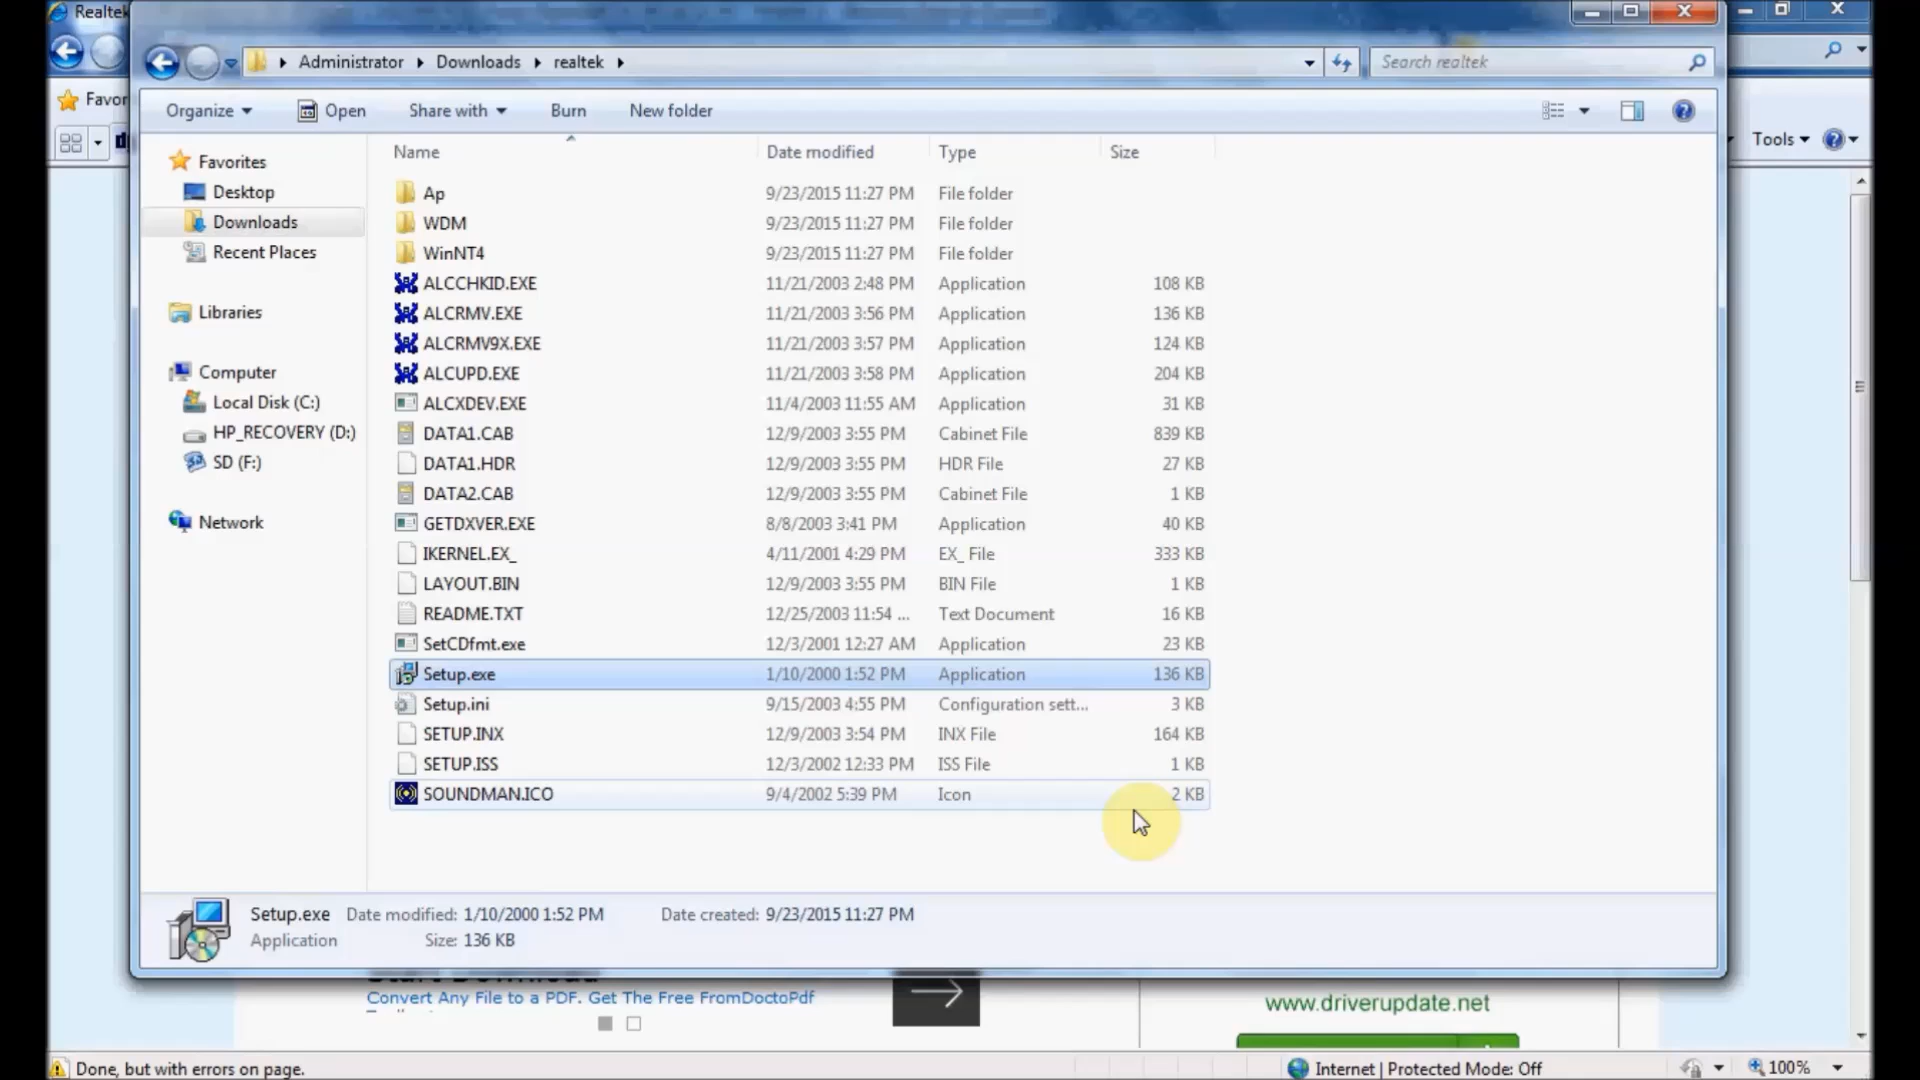 Realtek
Administrator Downloads realtek
Search realtek
Favor
Organize Open Share with Burn New folder
Tools
Name Date modified Type Size
Favorites
Desktop
Downloads
Recent Places
Libraries
Computer
Local Disk (C:)
HP_RECOVERY (D:)
SD (F:)
Network
Ap 9/23/2015 11:27 PM File folder
WDM 9/23/2015 11:27 PM File folder
WinNT4 9/23/2015 11:27 PM File folder
ALCCHKID.EXE 11/21/2003 2:48 PM Application 108 KB
ALCRMV.EXE 11/21/2003 3:56 PM Application 136 KB
ALCRMV9X.EXE 11/21/2003 3:57 PM Application 124 KB
ALCUPD.EXE 11/21/2003 3:58 PM Application 204 KB
ALCXDEV.EXE 11/4/2003 11:55 AM Application 31 KB
DATA1.CAB 12/9/2003 3:55 PM Cabinet File 839 KB
DATA1.HDR 12/9/2003 3:55 PM HDR File 27 KB
DATA2.CAB 12/9/2003 3:55 PM Cabinet File 1 KB
GETDXVER.EXE 8/8/2003 3:41 PM Application 40 KB
IKERNEL.EX_ 4/11/2001 4:29 PM EX_ File 333 KB
LAYOUT.BIN 12/9/2003 3:55 PM BIN File 1 KB
README.TXT 12/25/2003 11:54 ... Text Document 16 KB
SetCDfmt.exe 12/3/2001 12:27 AM Application 23 KB
Setup.exe 1/10/2000 1:52 PM Application 136 KB
Setup.ini 9/15/2003 4:55 PM Configuration sett... 3 KB
SETUP.INX 12/9/2003 3:54 PM INX File 164 KB
SETUP.ISS 12/3/2002 12:33 PM ISS File 1 KB
SOUNDMAN.ICO 9/4/2002 5:39 PM Icon 2 KB
Setup.exe Date modified: 1/10/2000 1:52 PM Date created: 9/23/2015 11:27 PM
Application Size: 136 KB
Convert Any File to a PDF. Get The Free FromDoctoPdf
www.driverupdate.net
Done, but with errors on page.
Internet | Protected Mode: Off
100%